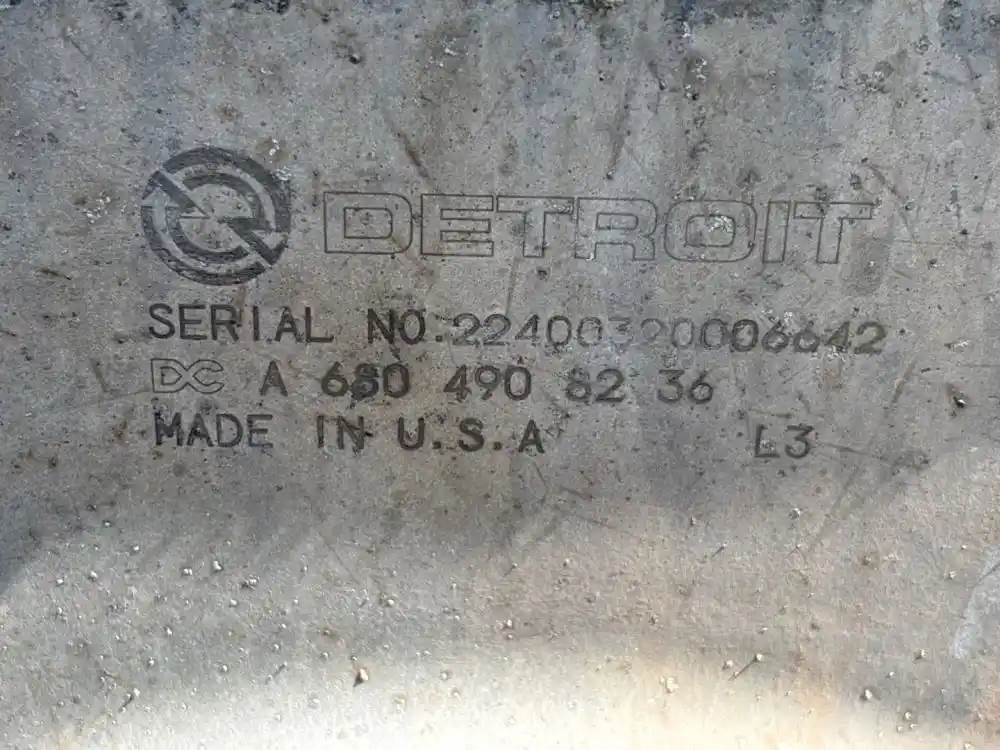 DETROIT
SERIAL NO.22400320006642
DC A 680 490 82 36
MADE IN U.S.A L3